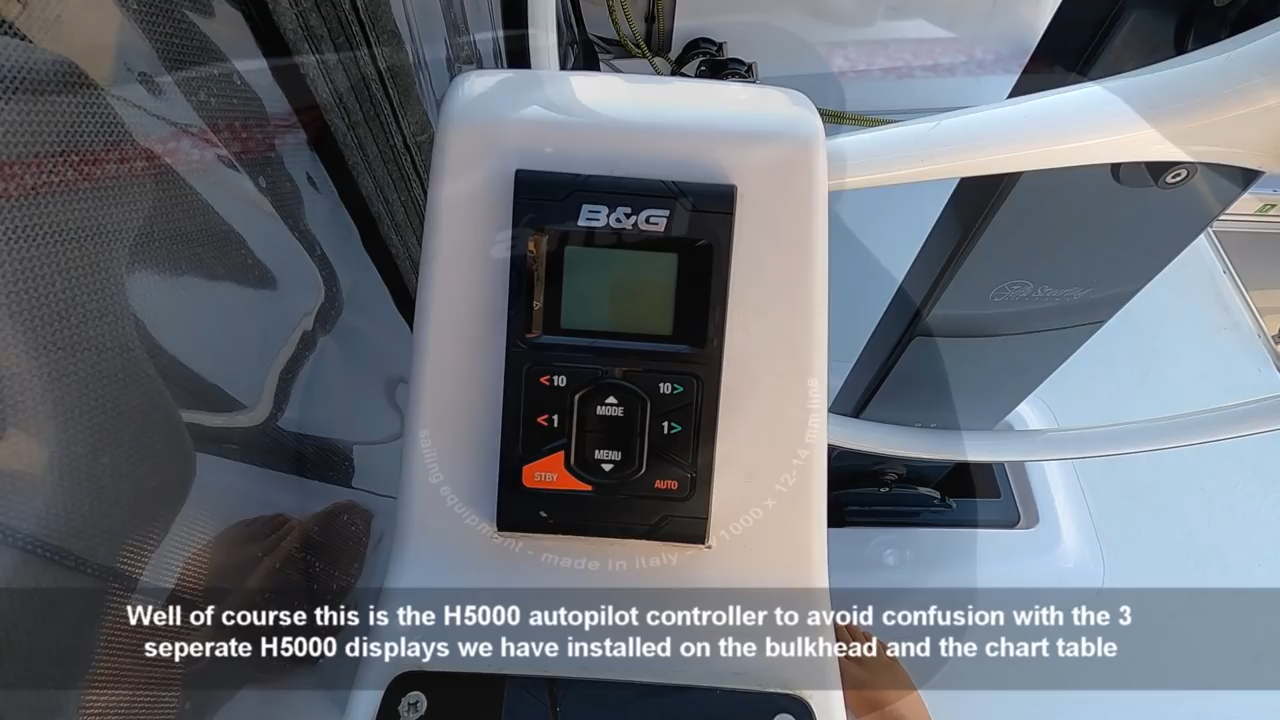 B&G
<10
10>
MODE
<1
1>
MENU
STBY
AUTO
sailing equipment - made in italy - 1000 x 12-14 mm line
Well of course this is the H5000 autopilot controller to avoid confusion with the 3
seperate H5000 displays we have installed on the bulkhead and the chart table